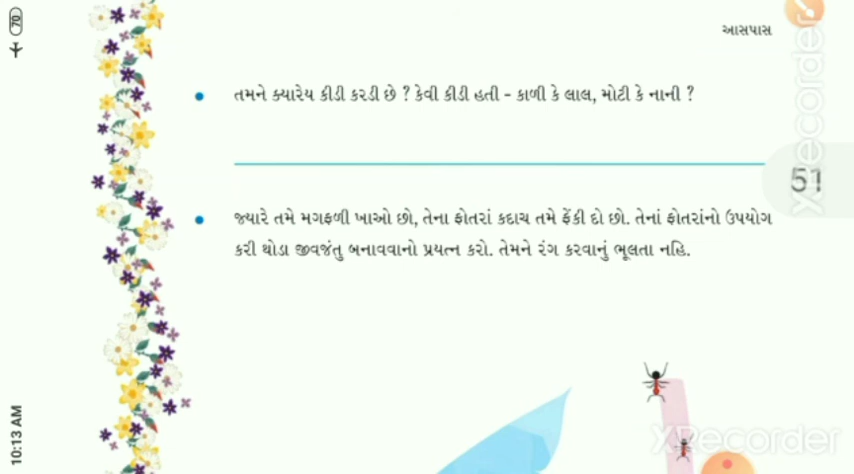 70
આસપાસ
XRecorder
તમને ક્યારેય કીડી કરડી છે ? કેવી કીડી હતી - કાળી કે લાલ, મોટી કે નાની ?
51
જ્યારે તમે મગફળી ખાઓ છો, તેના ફોતરાં કદાચ તમે ફેંકી દો છો. તેનાં ફોતરાંનો ઉપયોગ
કરી થોડા જીવજંતુ બનાવવાનો પ્રયત્ન કરો. તેમને રંગ કરવાનું ભૂલતા નહિ.
10:13 AM
XRecorder